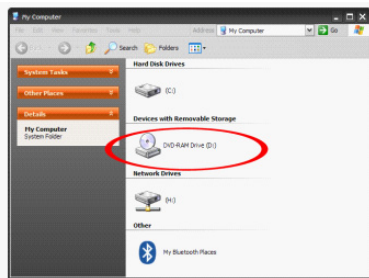 My Computer
File Edit View Favorites Tools Help
Address My Computer Go
Back Search Folders
System Tasks
Other Places
Details
My Computer
System Folder
Hard Disk Drives
(C:)
Devices with Removable Storage
DVD-RAM Drive (D:)
Network Drives
(H:)
Other
My Bluetooth Places